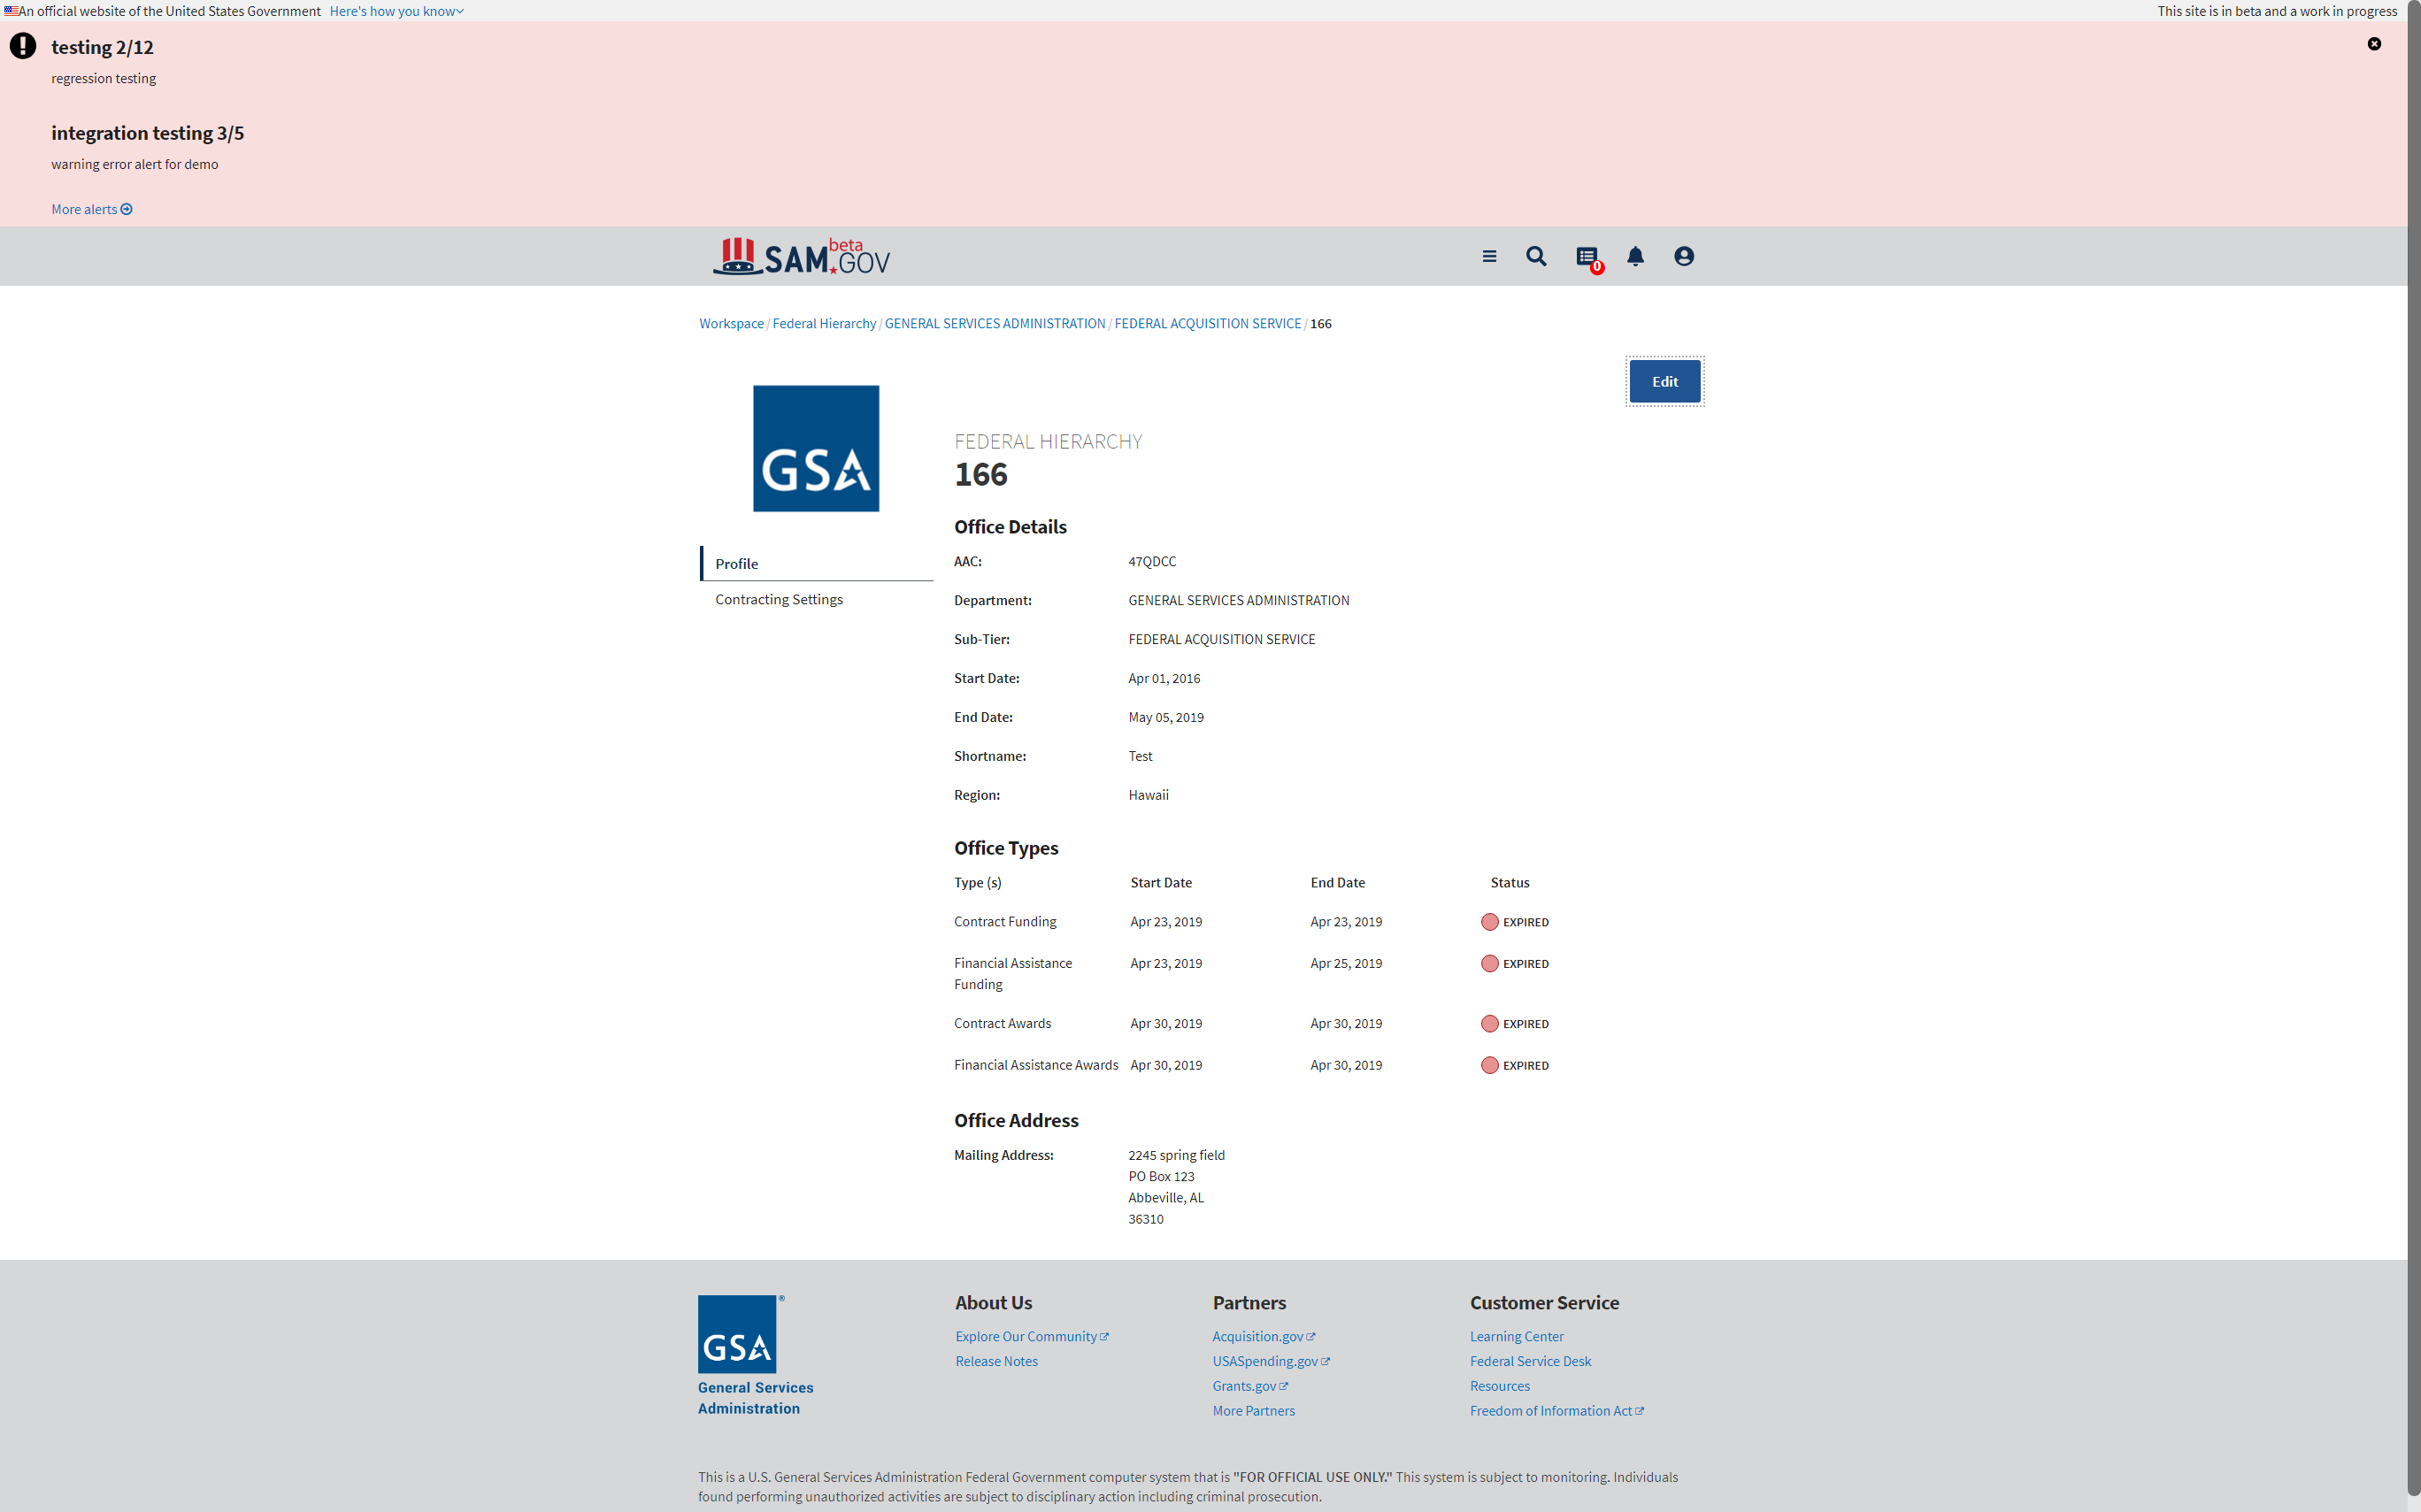 An official website of the United States Government Here's how you know
This site is in beta and a work in progress
testing 2/12
regression testing
integration testing 3/5
warning error alert for demo
More alerts
SAM.GOV beta
0
Workspace / Federal Hierarchy / GENERAL SERVICES ADMINISTRATION / FEDERAL ACQUISITION SERVICE / 166
Edit
GSA
FEDERAL HIERARCHY
166
Profile
Contracting Settings
Office Details
AAC: 47QDCC
Department: GENERAL SERVICES ADMINISTRATION
Sub-Tier: FEDERAL ACQUISITION SERVICE
Start Date: Apr 01, 2016
End Date: May 05, 2019
Shortname: Test
Region: Hawaii
Office Types
Type (s) Start Date End Date Status
Contract Funding Apr 23, 2019 Apr 23, 2019 EXPIRED
Financial Assistance Apr 23, 2019 Apr 25, 2019 EXPIRED
Funding
Contract Awards Apr 30, 2019 Apr 30, 2019 EXPIRED
Financial Assistance Awards Apr 30, 2019 Apr 30, 2019 EXPIRED
Office Address
Mailing Address: 2245 spring field
PO Box 123
Abbeville, AL
36310
GSA ®
General Services
Administration
About Us
Explore Our Community
Release Notes
Partners
Acquisition.gov
USASpending.gov
Grants.gov
More Partners
Customer Service
Learning Center
Federal Service Desk
Resources
Freedom of Information Act
This is a U.S. General Services Administration Federal Government computer system that is "FOR OFFICIAL USE ONLY." This system is subject to monitoring. Individuals
found performing unauthorized activities are subject to disciplinary action including criminal prosecution.